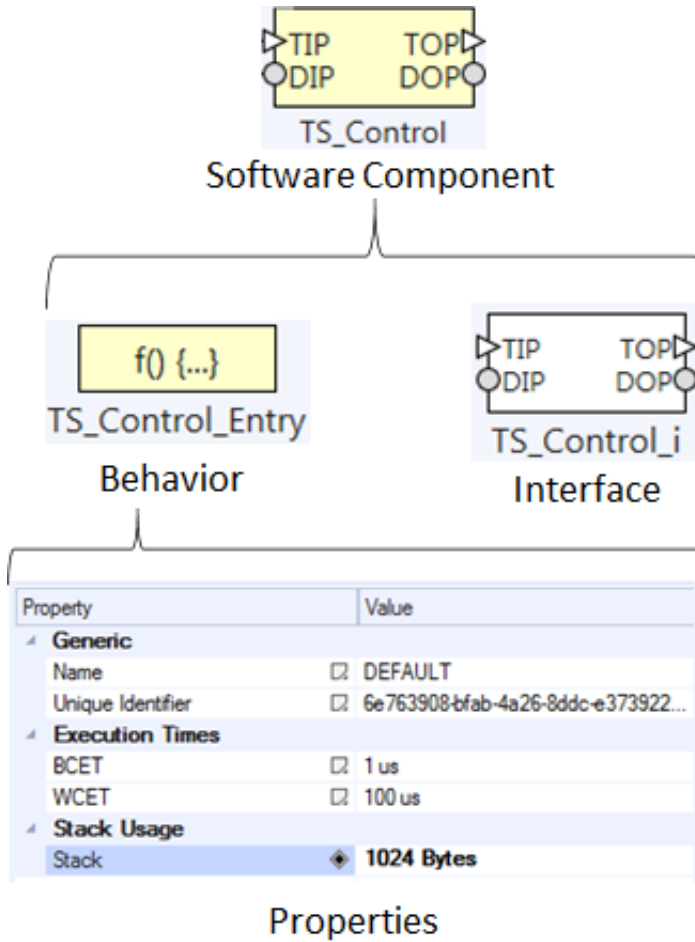 TIP TOP
DIP DOP
TS_Control
Software Component
f() {...}
TIP TOP
DIP DOP
TS_Control_Entry
TS_Control_i
Behavior
Interface
Property Value
Generic
Name DEFAULT
Unique Identifier 6e763908-bfab-4a26-8ddc-e373922...
Execution Times
BCET 1 us
WCET 100 us
Stack Usage
Stack 1024 Bytes
Properties